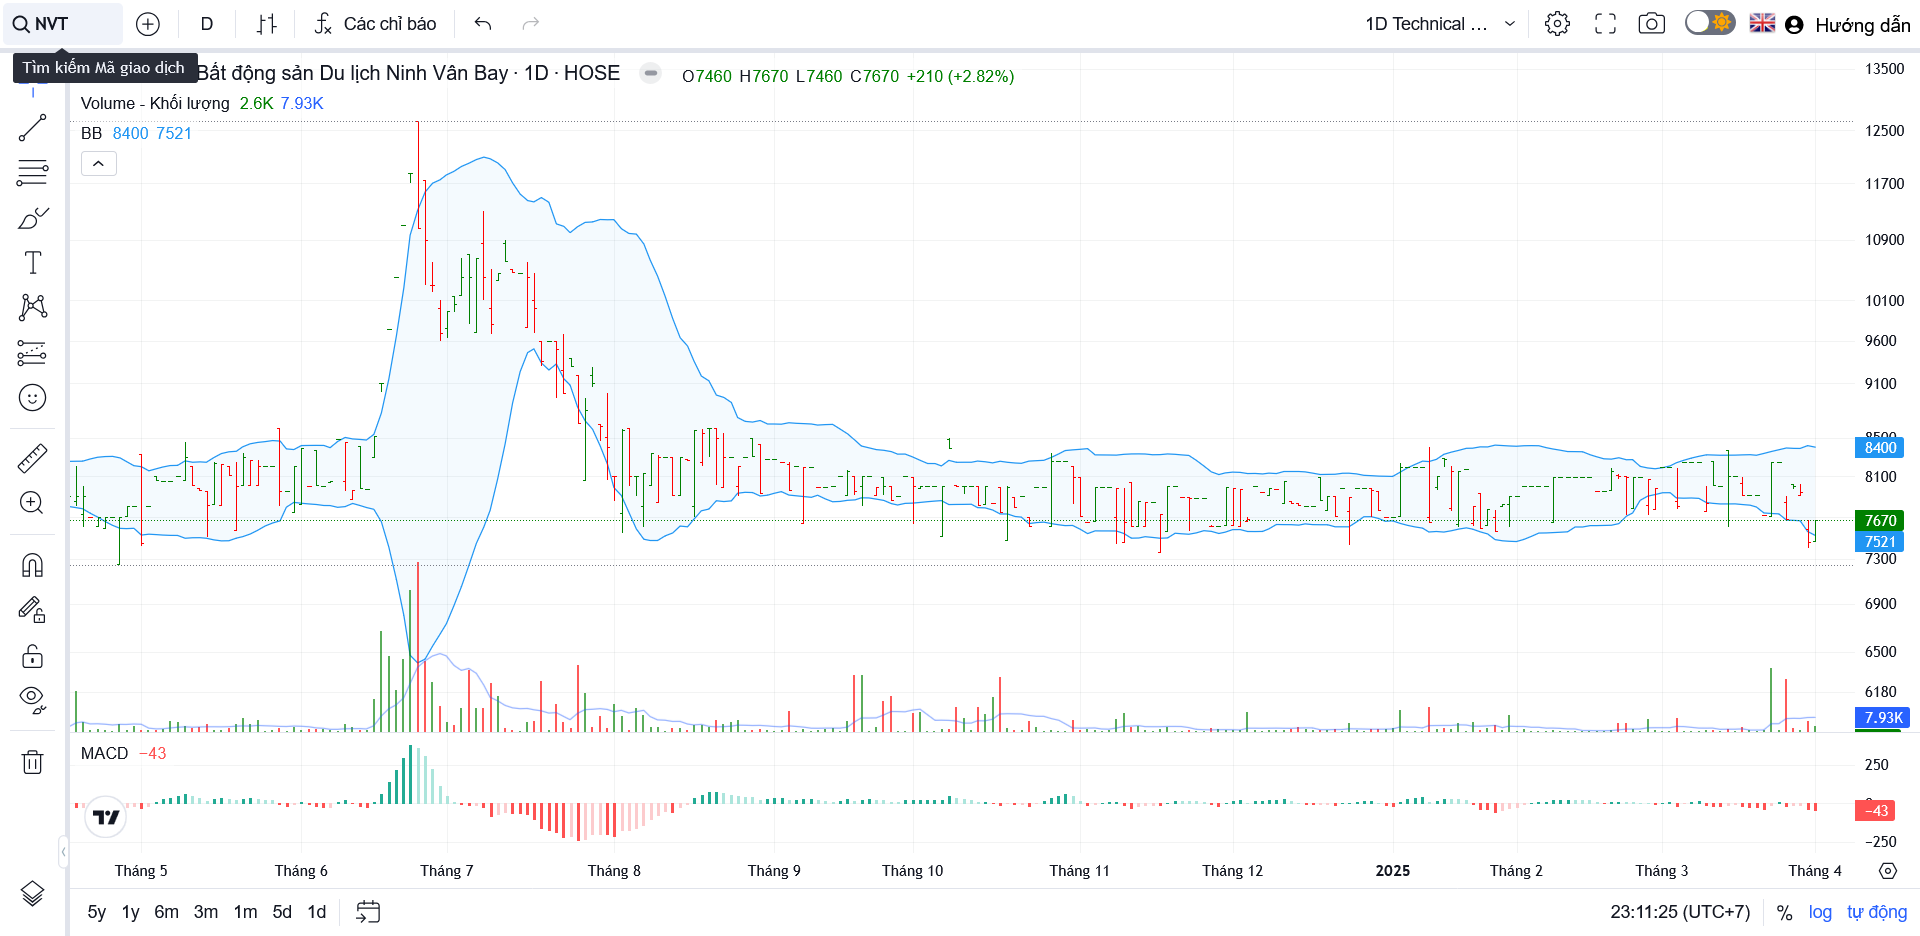 NVT
D
Các chỉ báo
1D Technical ...
Hướng dẫn
Tìm kiếm Mã giao dịch
Bất động sản Du lịch Ninh Vân Bay · 1D · HOSE
O7460 H7670 L7460 C7670 +210 (+2.82%)
Volume - Khối lượng 2.6K 7.93K
BB 8400 7521
13500
12500
11700
10900
10100
9600
9100
8500
8400
8100
7670
7521
7300
6900
6500
6180
7.93K
MACD −43
250
0
−43
−250
Tháng 5 Tháng 6 Tháng 7 Tháng 8 Tháng 9 Tháng 10 Tháng 11 Tháng 12 2025 Tháng 2 Tháng 3 Tháng 4
5y 1y 6m 3m 1m 5d 1d
23:11:25 (UTC+7) % log tự động